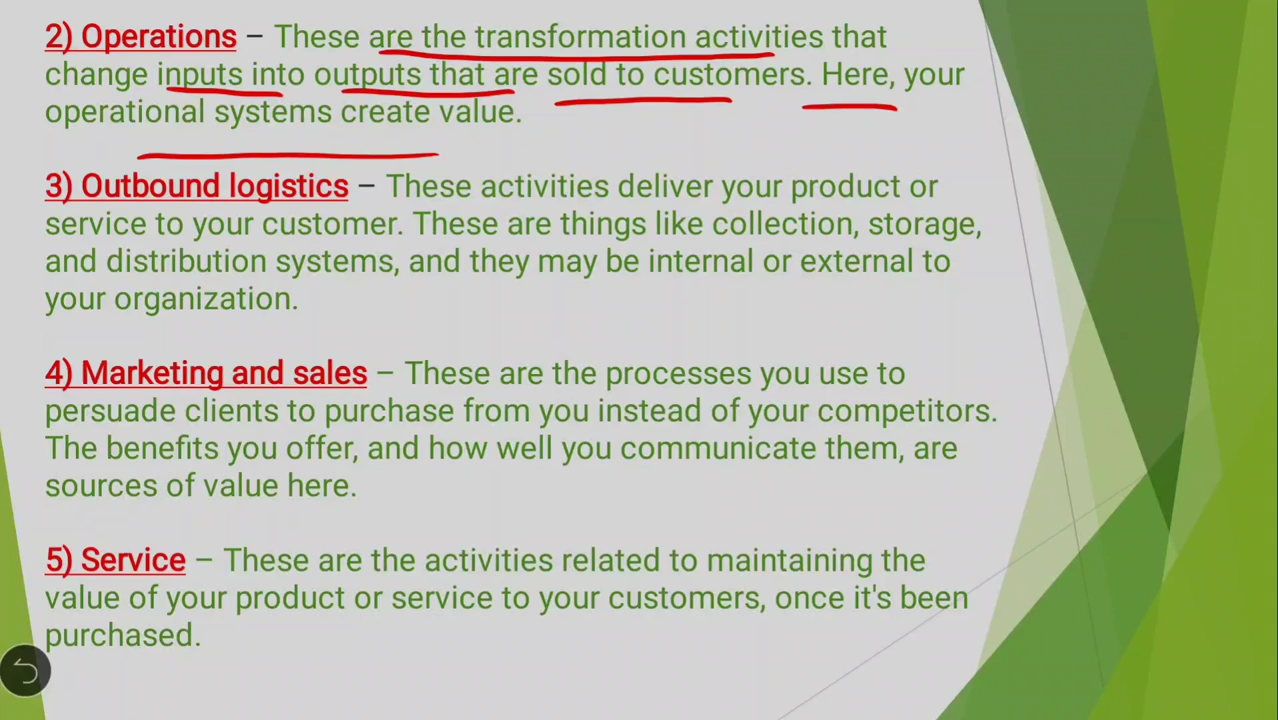 2) Operations – These are the transformation activities that
change inputs into outputs that are sold to customers. Here, your
operational systems create value.
3) Outbound logistics – These activities deliver your product or
service to your customer. These are things like collection, storage,
and distribution systems, and they may be internal or external to
your organization.
4) Marketing and sales – These are the processes you use to
persuade clients to purchase from you instead of your competitors.
The benefits you offer, and how well you communicate them, are
sources of value here.
5) Service – These are the activities related to maintaining the
value of your product or service to your customers, once it's been
purchased.